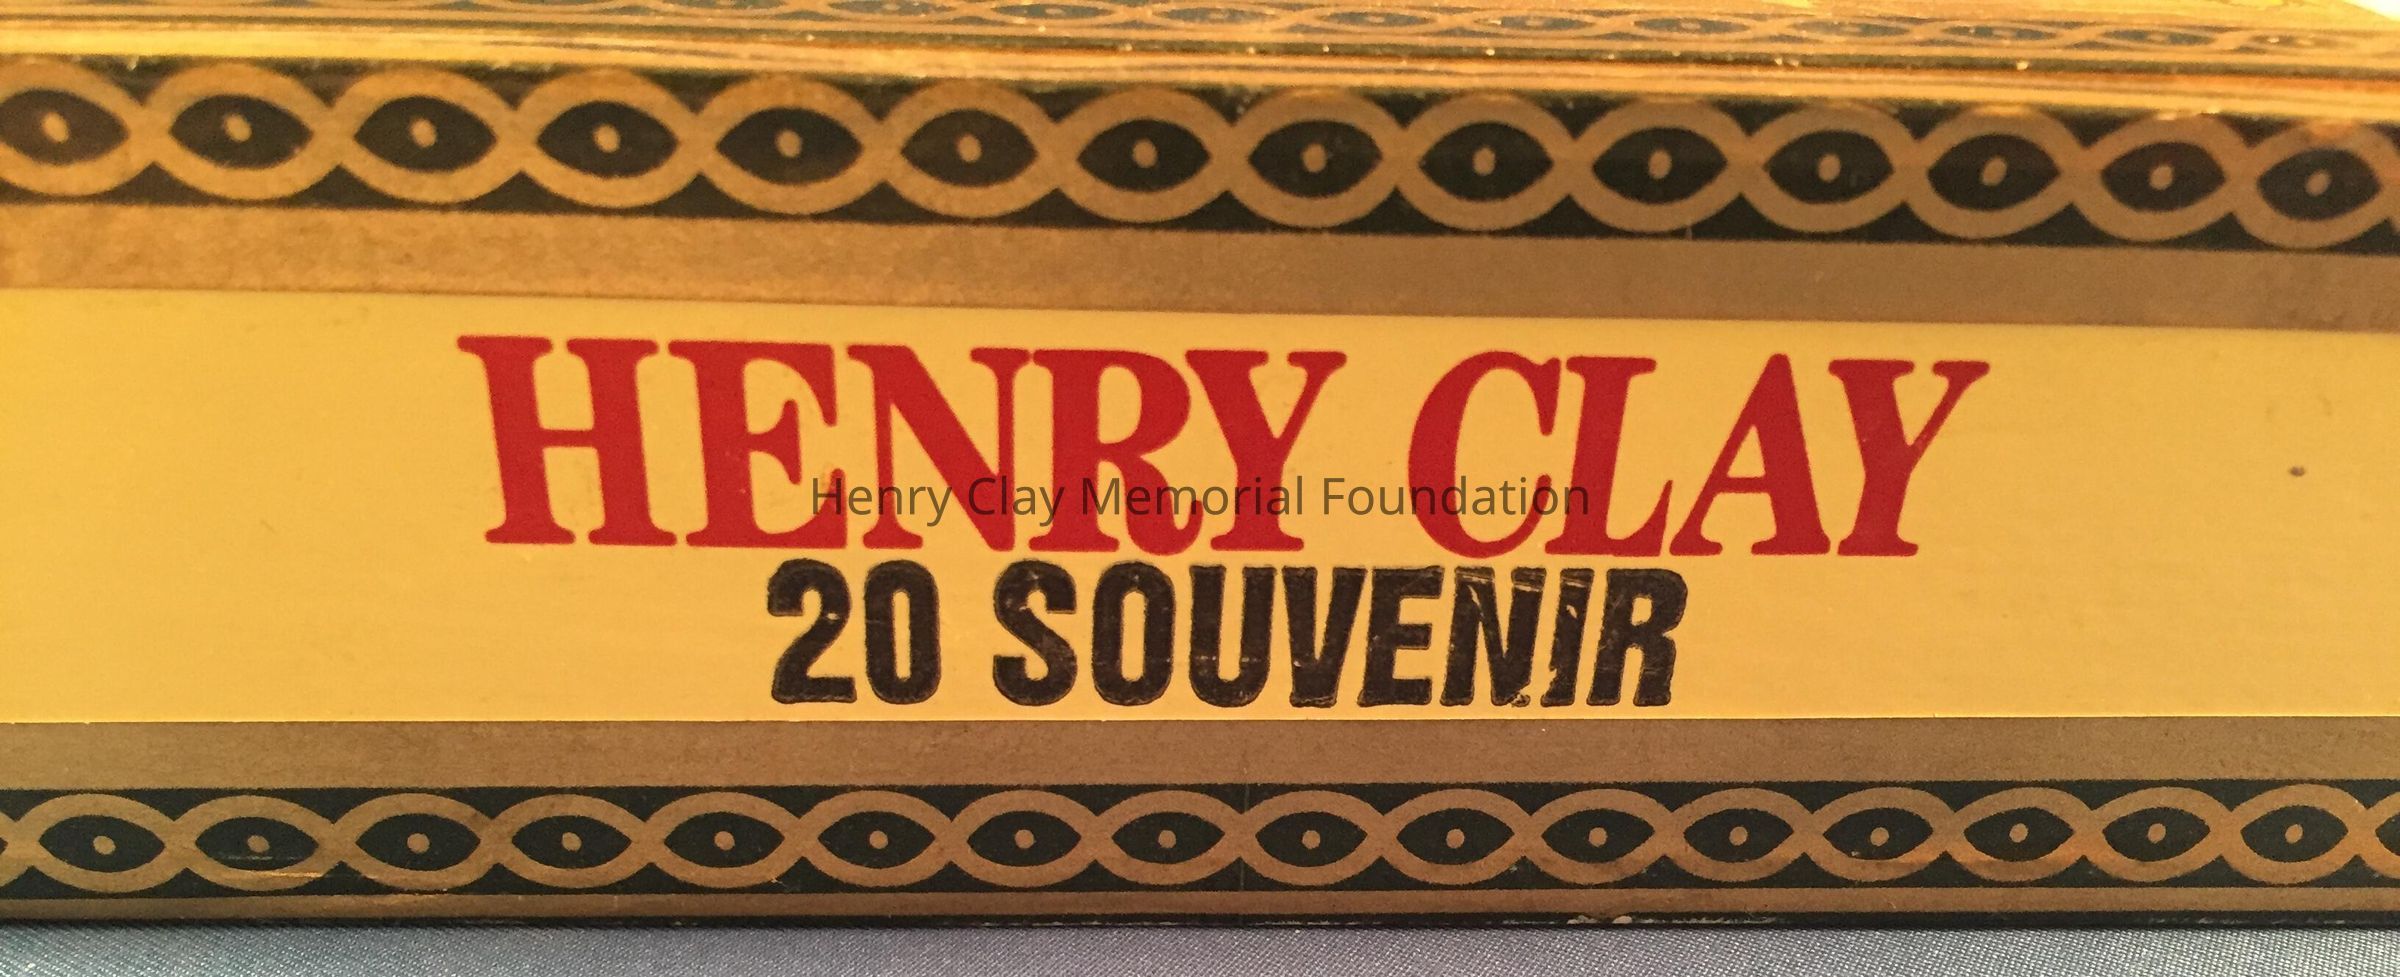 HENRY CLAY
Henry Clay Memorial Foundation
20 SOUVENIR